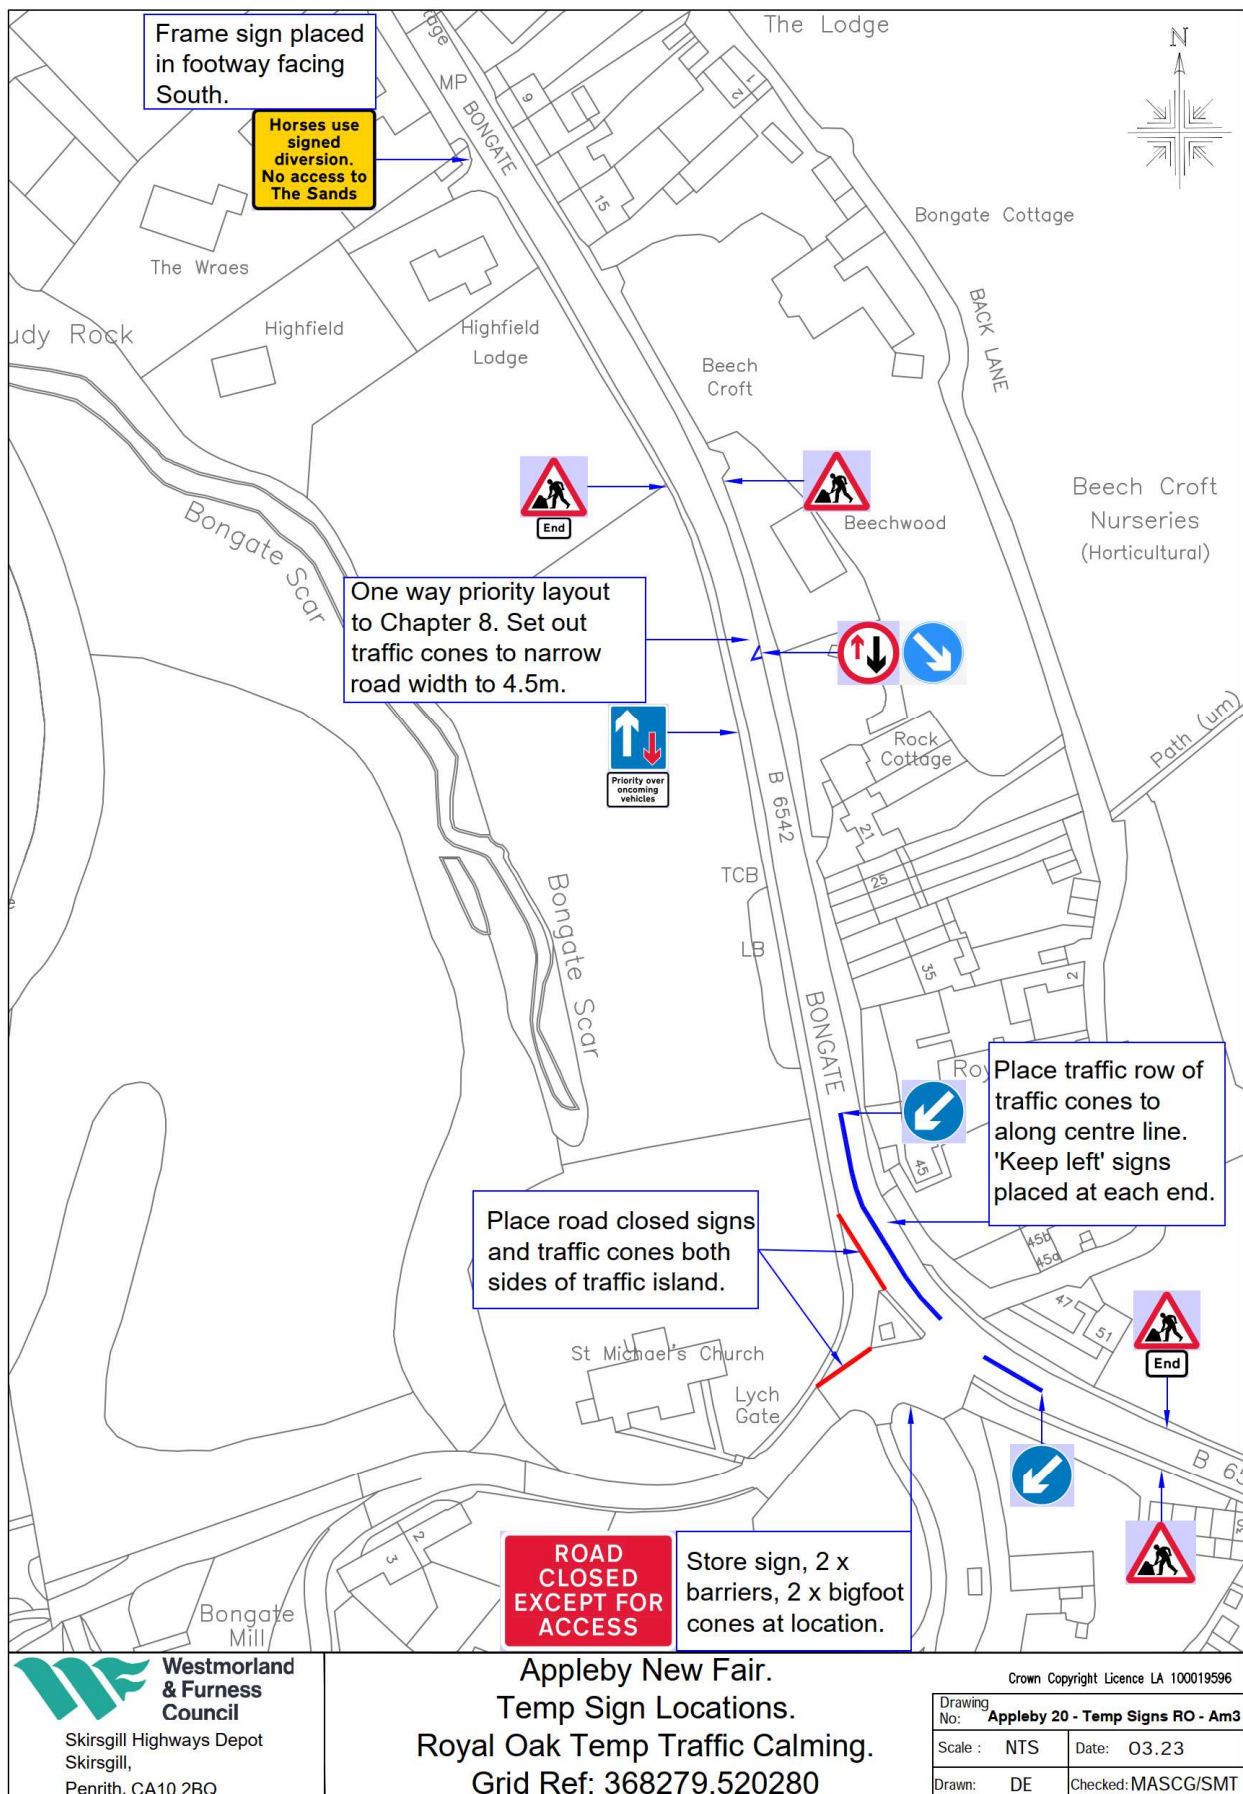 The Lodge
N
Frame sign placed
in footway facing
South.
Horses use
signed
diversion.
No access to
The Sands
MP
BONGATE
9
1
2
15
Bongate Cottage
The Wraes
Highfield
Highfield
Lodge
udy Rock
Beech
Croft
BACK LANE
Beech Croft
Nurseries
(Horticultural)
End
Beechwood
Bongate Scar
One way priority layout
to Chapter 8. Set out
traffic cones to narrow
road width to 4.5m.
Priority over
oncoming
vehicles
Rock
Cottage
Path (um)
B 6542
21
25
TCB
LB
35
2
Bongate Scar
BONGATE
Roy
45
Place traffic row of
traffic cones to
along centre line.
'Keep left' signs
placed at each end.
Place road closed signs
and traffic cones both
sides of traffic island.
45b
45a
47
51
End
St Michael's Church
Lych
Gate
B 65
2
3
Bongate
Mill
ROAD
CLOSED
EXCEPT FOR
ACCESS
Store sign, 2 x
barriers, 2 x bigfoot
cones at location.
Westmorland
& Furness
Council
Skirsgill Highways Depot
Skirsgill,
Penrith, CA10 2BQ
Appleby New Fair.
Temp Sign Locations.
Royal Oak Temp Traffic Calming.
Grid Ref: 368279.520280
Crown Copyright Licence LA 100019596
Drawing No: Appleby 20 - Temp Signs RO - Am3
Scale : NTS Date: 03.23
Drawn: DE Checked: MASCG/SMT